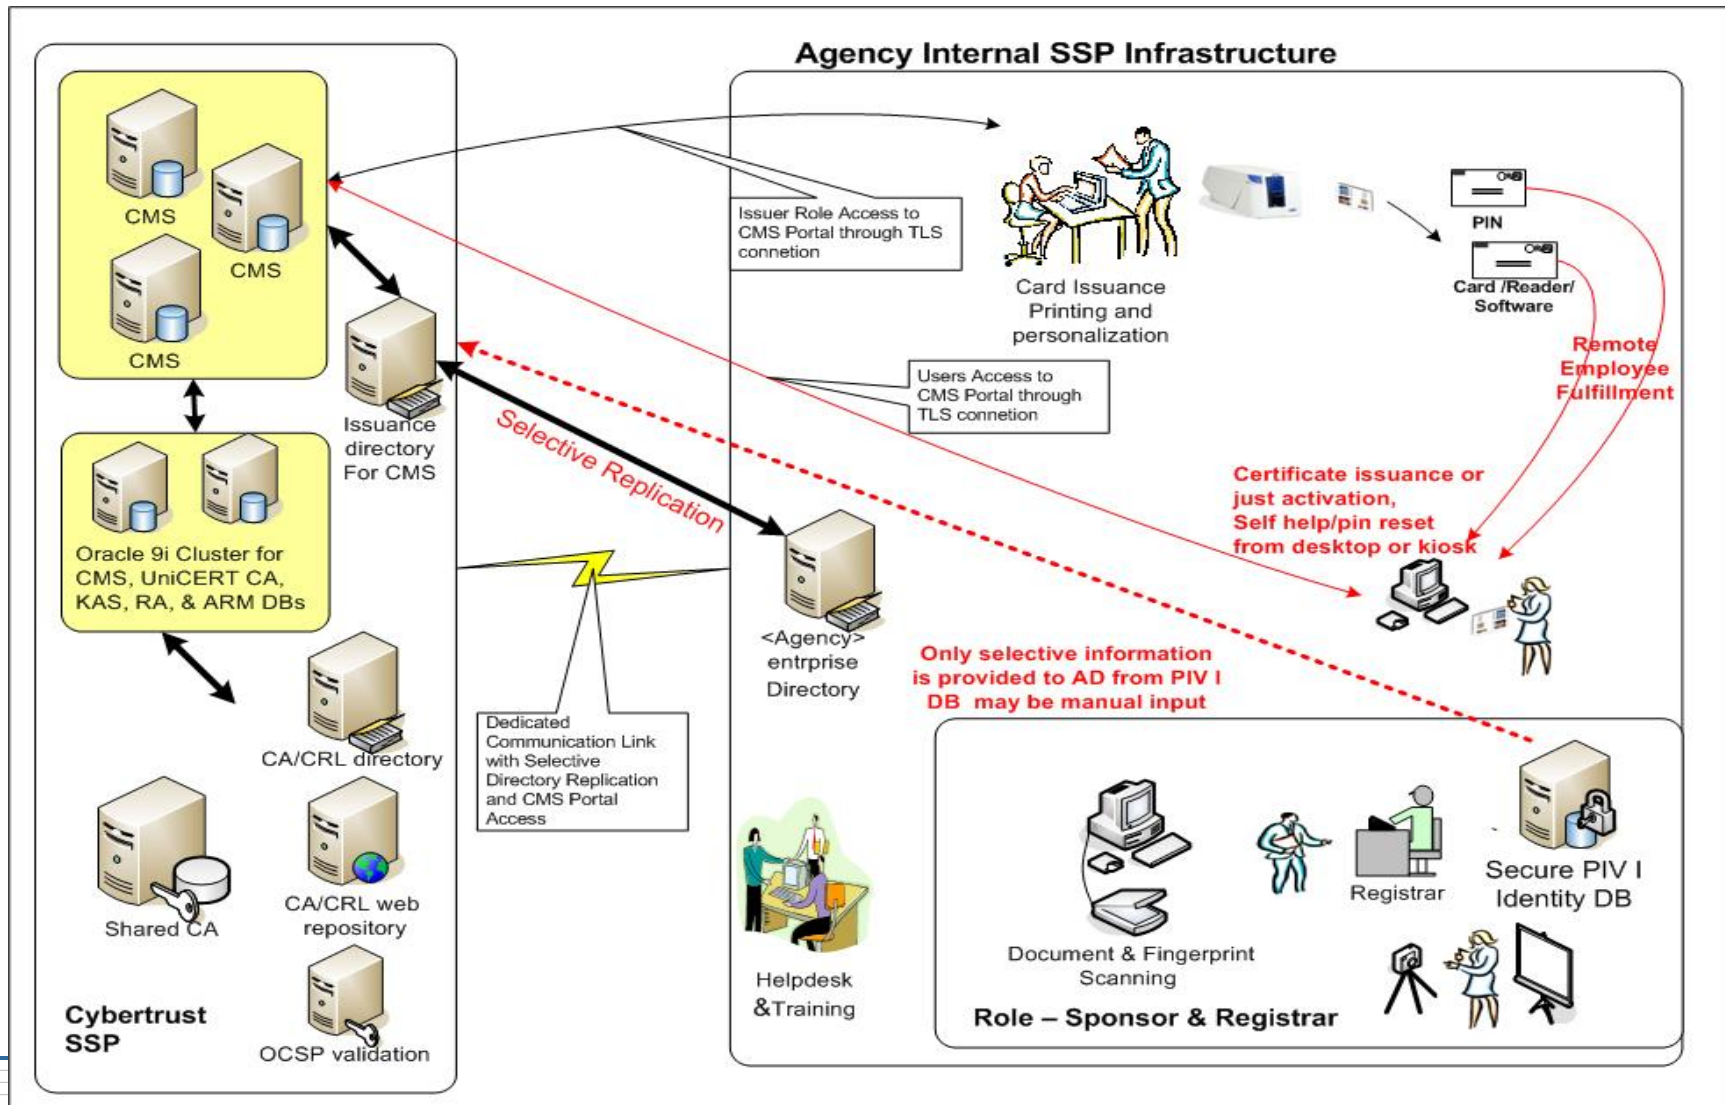 Agency Internal SSP Infrastructure
CMS
CMS
CMS
Issuance
directory
For CMS
Oracle 9i Cluster for
CMS, UniCERT CA,
KAS, RA, & ARM DBs
CA/CRL directory
Shared CA
CA/CRL web
repository
OCSP validation
Cybertrust
SSP
Issuer Role Access to
CMS Portal through TLS
connetion
Users Access to
CMS Portal through
TLS connetion
Selective Replication
Dedicated
Communication Link
with Selective
Directory Replication
and CMS Portal
Access
Card Issuance
Printing and
personalization
PIN
Card /Reader/
Software
Remote
Employee
Fulfillment
Certificate issuance or
just activation,
Self help/pin reset
from desktop or kiosk
<Agency>
entrprise
Directory
Only selective information
is provided to AD from PIV I
DB may be manual input
Helpdesk
&Training
Document & Fingerprint
Scanning
Registrar
Secure PIV I
Identity DB
Role – Sponsor & Registrar